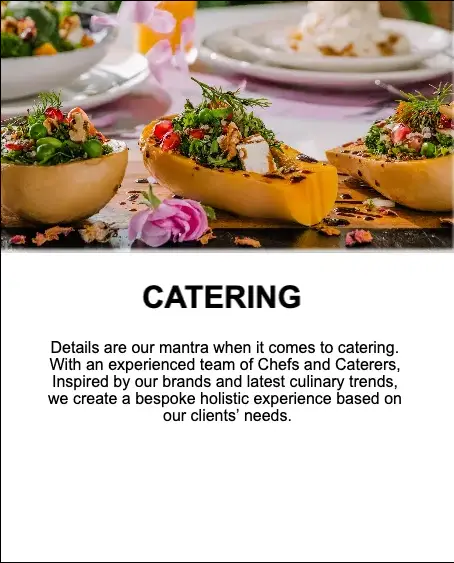 CATERING
Details are our mantra when it comes to catering.
With an experienced team of Chefs and Caterers,
Inspired by our brands and latest culinary trends,
we create a bespoke holistic experience based on
our clients’ needs.